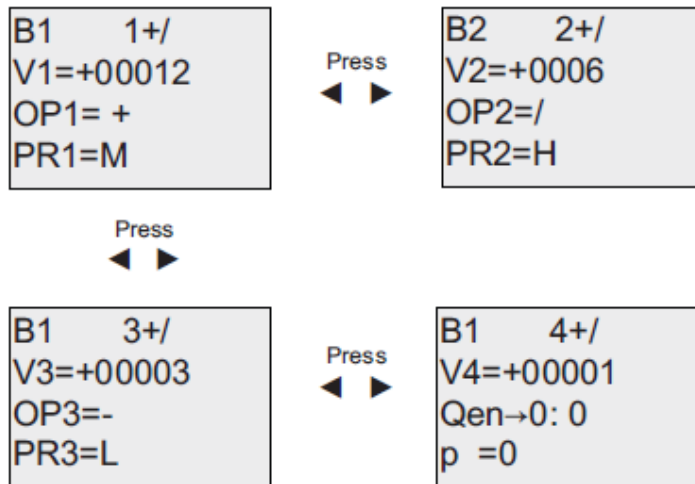 B1 1+/
V1=+00012
OP1= +
PR1=M
Press
◄ ►
B2 2+/
V2=+0006
OP2=/
PR2=H
Press
◄ ►
B1 3+/
V3=+00003
OP3=-
PR3=L
Press
◄ ►
B1 4+/
V4=+00001
Qen→0: 0
p =0